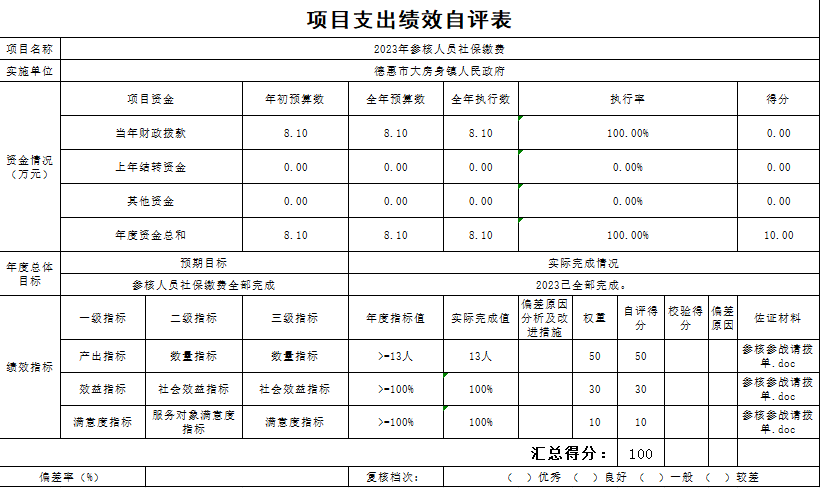 项目支出绩效自评表
项目名称 2023年参核人员社保缴费
实施单位 德惠市大房身镇人民政府
资金情况
（万元）
项目资金 年初预算数 全年预算数 全年执行数 执行率 得分
当年财政拨款 8.10 8.10 8.10 100.00% 0.00
上年结转资金 0.00 0.00 0.00 0.00% 0.00
其他资金 0.00 0.00 0.00 0.00% 0.00
年度资金总和 8.10 8.10 8.10 100.00% 10.00
年度总体
目标
预期目标 实际完成情况
参核人员社保缴费全部完成 2023已全部完成。
绩效指标
一级指标 二级指标 三级指标 年度指标值 实际完成值 偏差原因
分析及改
进措施
权重 自评得
分
校验得
分
偏差
原因
佐证材料
产出指标 数量指标 数量指标 >=13人 13人 50 50 参核参战请拨
单.doc
效益指标 社会效益指标 社会效益指标 >=100% 100% 30 30 参核参战请拨
单.doc
满意度指标 服务对象满意度
指标
满意度指标 >=100% 100% 10 10 参核参战请拨
单.doc
汇总得分： 100
偏差率（%） 复核档次： （ ）优秀 （ ）良好 （ ）一般 （ ）较差